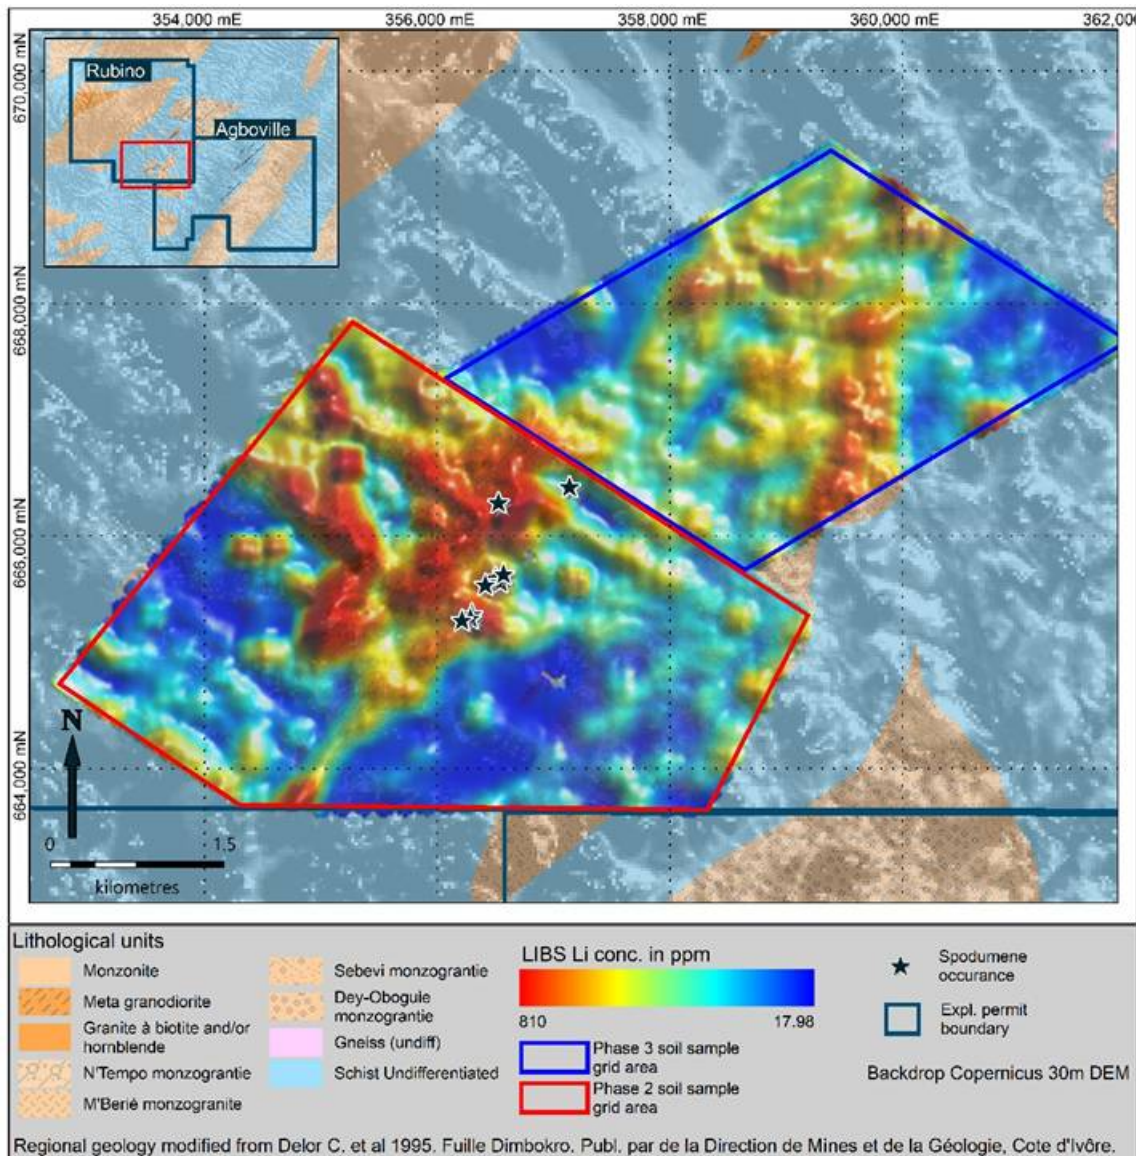 354,000 mE
356,000 mE
358,000 mE
360,000 mE
362,000
670,000 mN
668,000 mN
666,000 mN
664,000 mN
Rubino
Agboville
N
0 1.5
kilometres
Lithological units
Monzonite
Meta granodiorite
Granite à biotite and/or
hornblende
N'Tempo monzograntie
M'Berié monzogranite
Sebevi monzograntie
Dey-Obogule
monzograntie
Gneiss (undiff)
Schist Undifferentiated
LIBS Li conc. in ppm
810 17.98
Phase 3 soil sample
grid area
Phase 2 soil sample
grid area
Spodumene
occurance
Expl. permit
boundary
Backdrop Copernicus 30m DEM
Regional geology modified from Delor C. et al 1995. Fuille Dimbokro. Publ. par de la Direction de Mines et de la Géologie, Cote d'Ivôre.